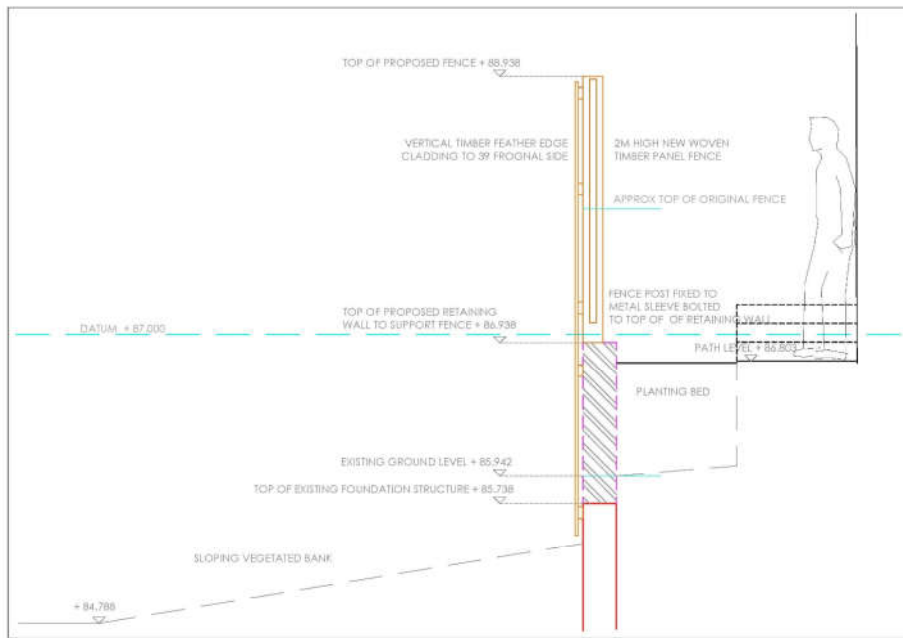 TOP OF PROPOSED FENCE + 88.938
VERTICAL TIMBER FEATHER EDGE
CLADDING TO 39 FROGNAL SIDE
2M HIGH NEW WOVEN
TIMBER PANEL FENCE
APPROX TOP OF ORIGINAL FENCE
FENCE POST FIXED TO
METAL SLEEVE BOLTED
TO TOP OF OF RETAINING WALL
TOP OF PROPOSED RETAINING
WALL TO SUPPORT FENCE + 86.938
DATUM + 87.000
PATH LEVEL + 86.803
PLANTING BED
EXISTING GROUND LEVEL + 85.942
TOP OF EXISTING FOUNDATION STRUCTURE + 85.738
SLOPING VEGETATED BANK
+ 84.788